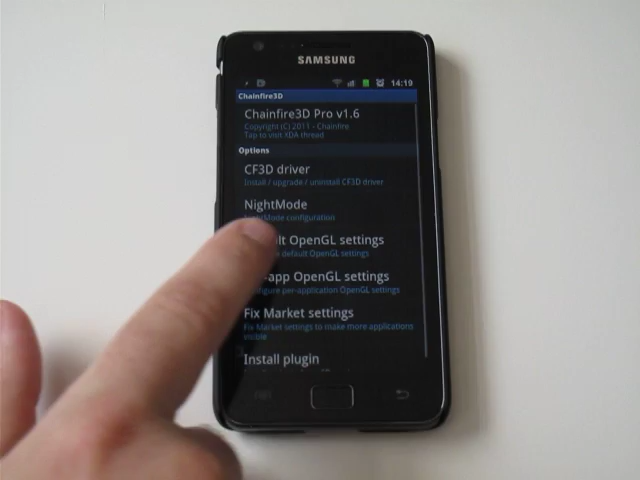 SAMSUNG
14:19
Chainfire3D
Chainfire3D Pro v1.6
Copyright (C) 2011 - Chainfire
Tap to visit XDA thread
Options
CF3D driver
Install / upgrade / uninstall CF3D driver
NightMode
configuration
OpenGL settings
default OpenGL settings
-app OpenGL settings
per-application OpenGL settings
Fix Market settings
Fix Market settings to make more applications
visible
Install plugin